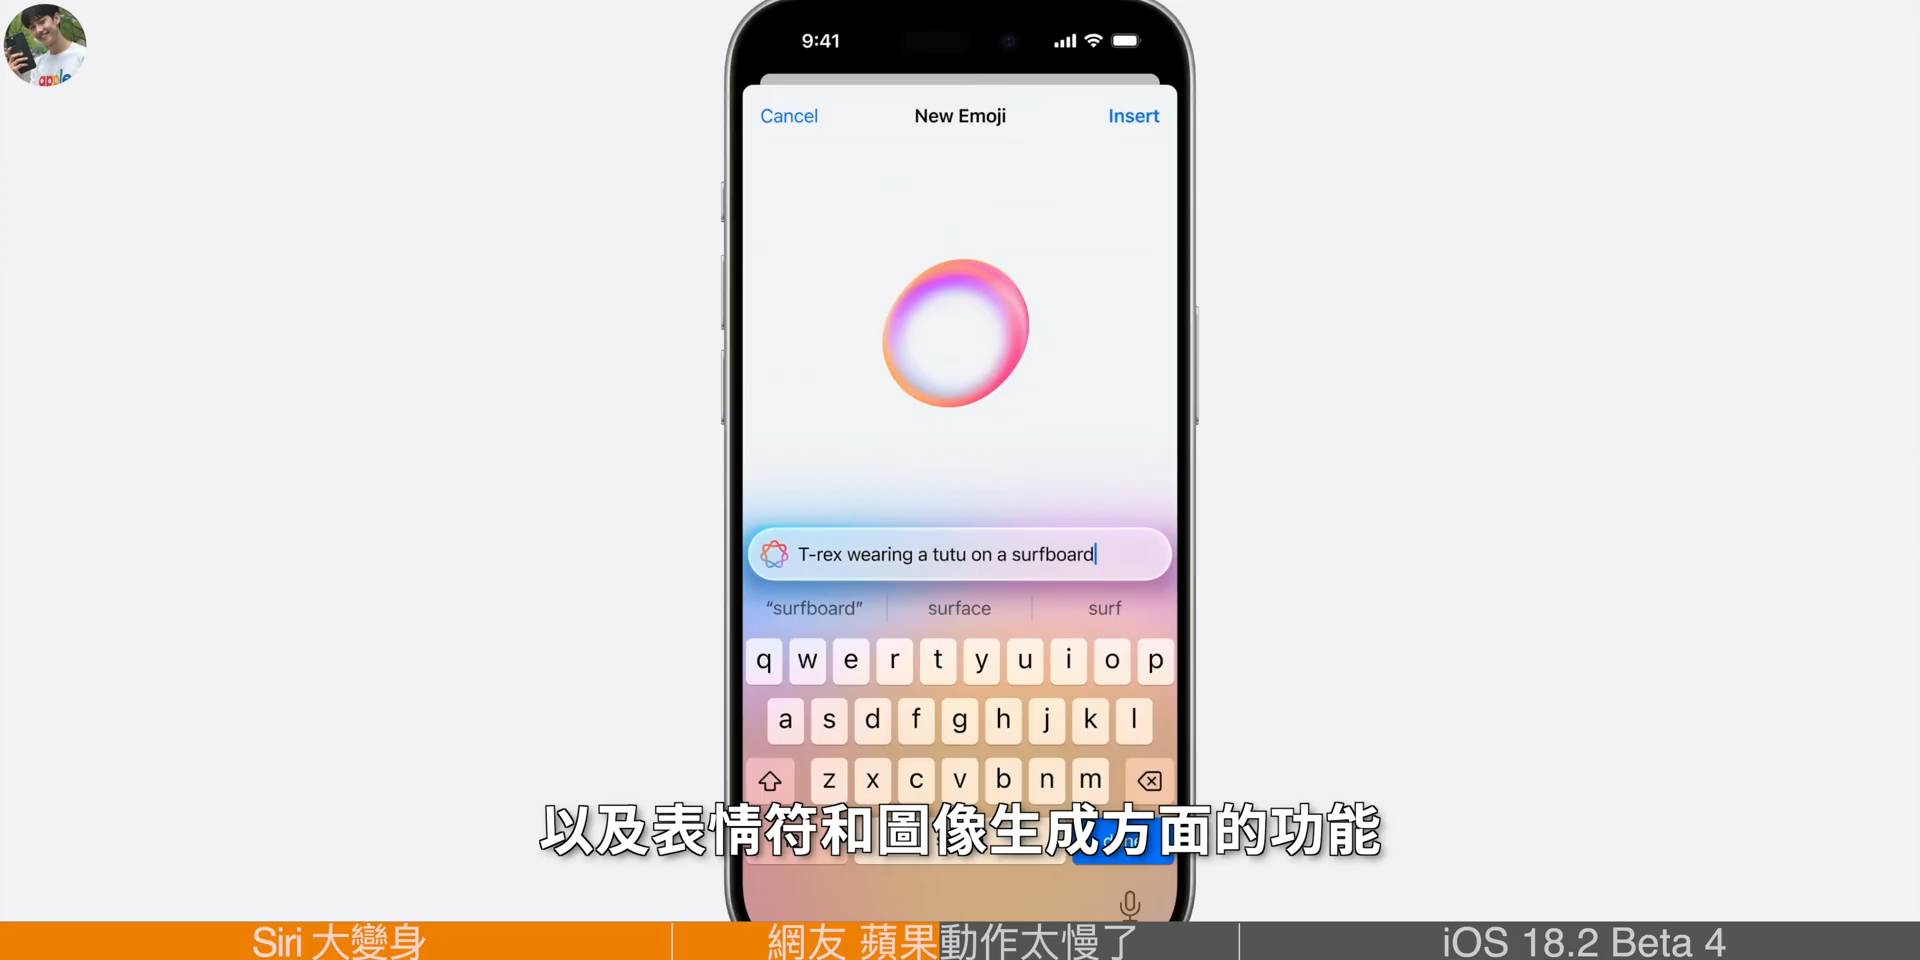 apple
9:41
Cancel
New Emoji
Insert
T-rex wearing a tutu on a surfboard
“surfboard”
surface
surf
q w e r t y u i o p
a s d f g h j k l
z x c v b n m
以及表情符和圖像生成方面的功能
Siri 大變身
網友 蘋果動作太慢了
iOS 18.2 Beta 4